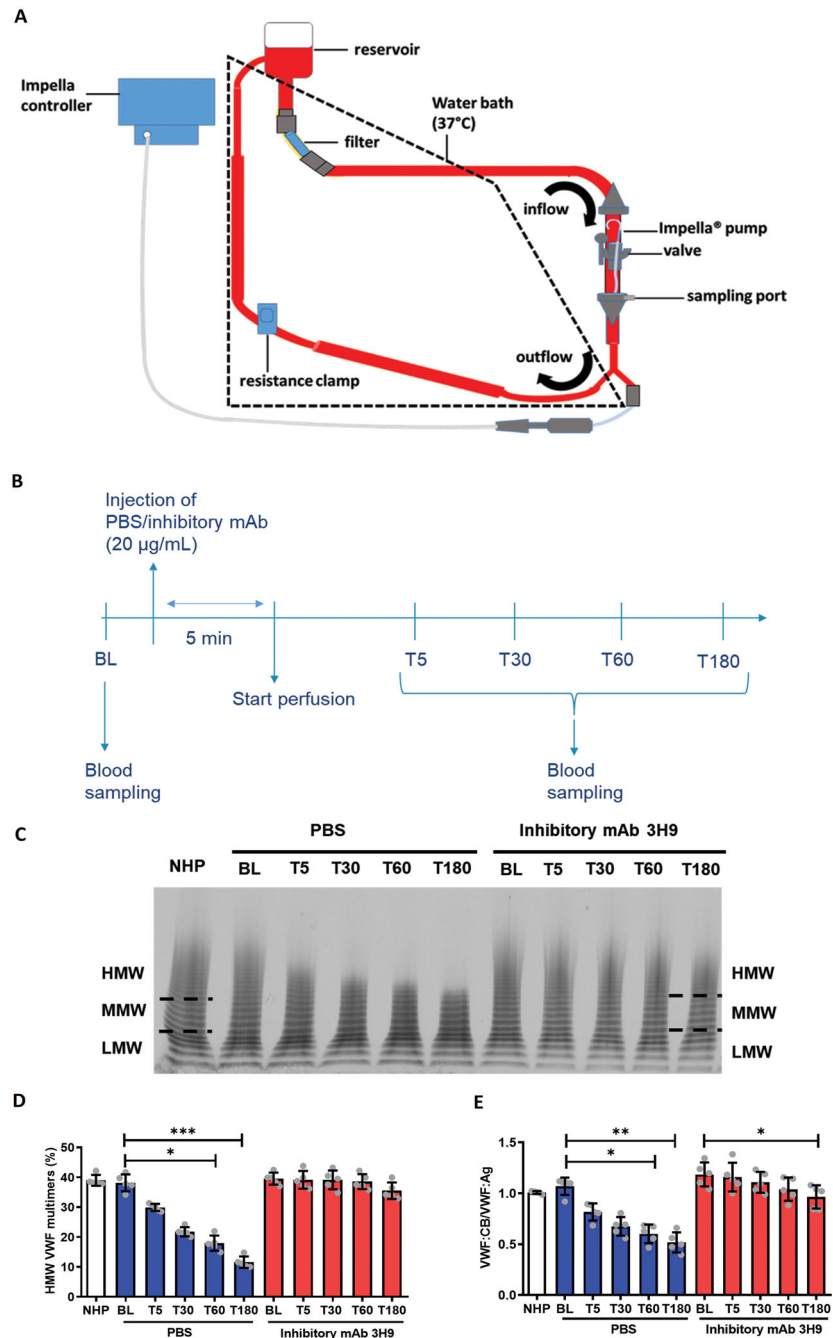 A
reservoir
Impella
controller
Water bath
(37°C)
filter
inflow
Impella® pump
valve
sampling port
outflow
resistance clamp
B
Injection of
PBS/inhibitory mAb
(20 µg/mL)
5 min
BL
T5
T30
T60
T180
Start perfusion
Blood
sampling
Blood
sampling
C
PBS
Inhibitory mAb 3H9
NHP
BL
T5
T30
T60
T180
BL
T5
T30
T60
T180
HMW
HMW
MMW
MMW
LMW
LMW
D
***
*
HMW VWF multimers (%)
50
40
30
20
10
0
NHP
BL
T5
T30
T60
T180
BL
T5
T30
T60
T180
PBS
Inhibitory mAb 3H9
E
**
*
*
VWF:CB/VWF:Ag
1.5
1.0
0.5
0.0
NHP
BL
T5
T30
T60
T180
BL
T5
T30
T60
T180
PBS
Inhibitory mAb 3H9